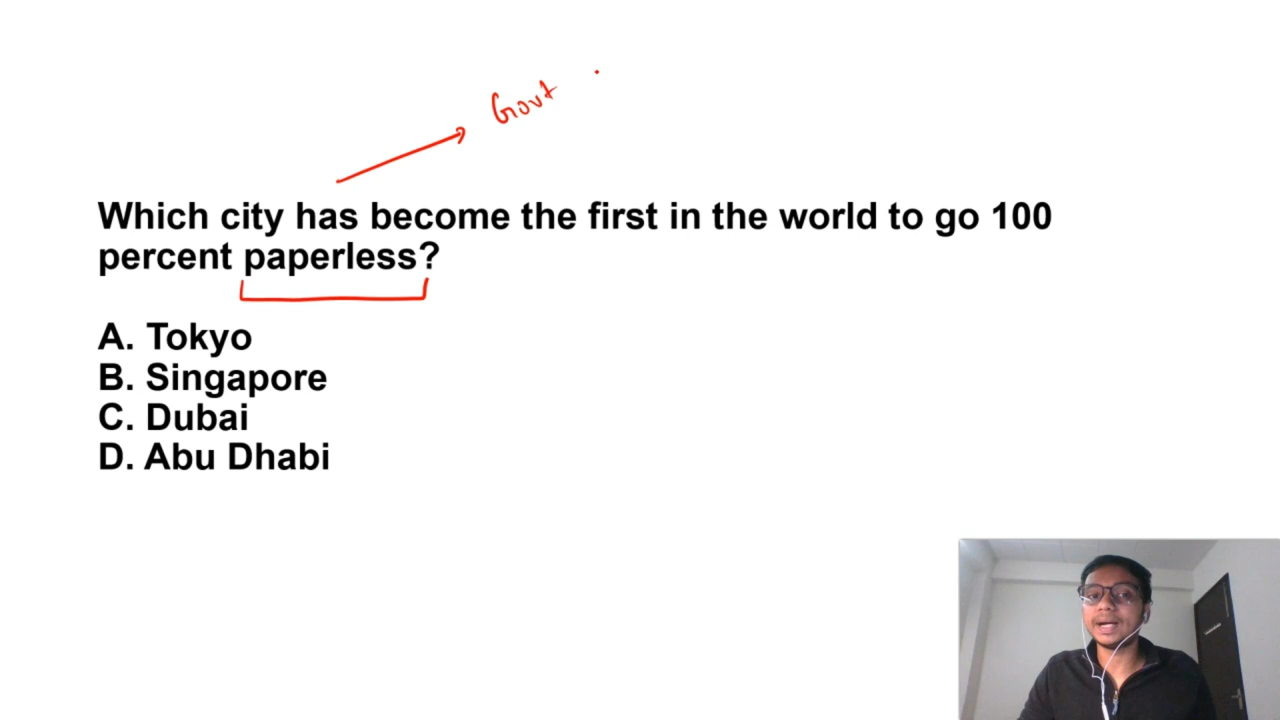 Govt
Which city has become the first in the world to go 100
percent paperless?
A. Tokyo
B. Singapore
C. Dubai
D. Abu Dhabi